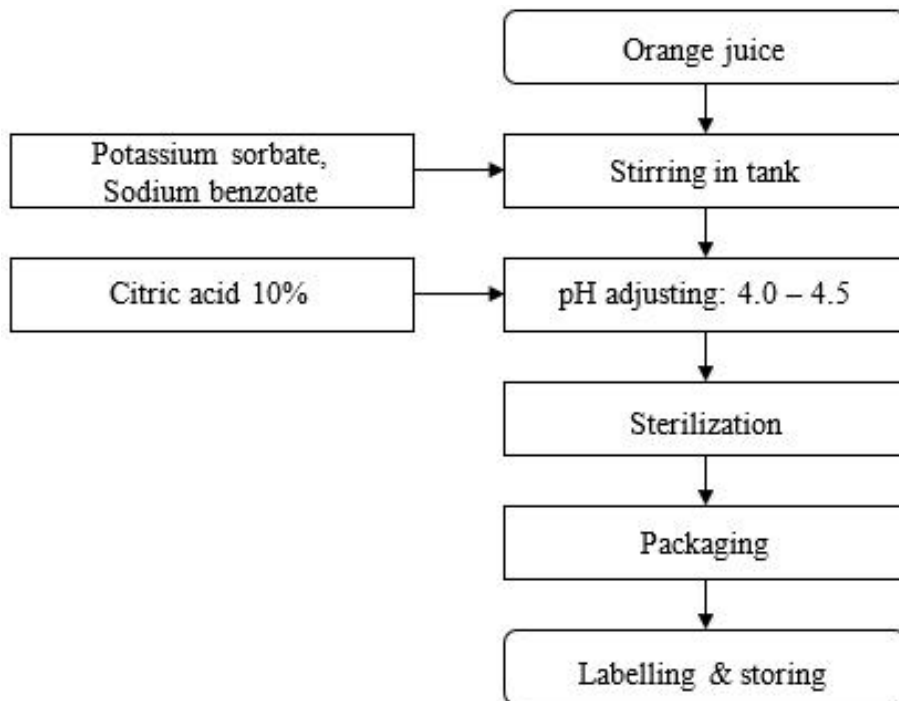 Orange juice
Potassium sorbate,
Sodium benzoate
Stirring in tank
Citric acid 10%
pH adjusting: 4.0 – 4.5
Sterilization
Packaging
Labelling & storing